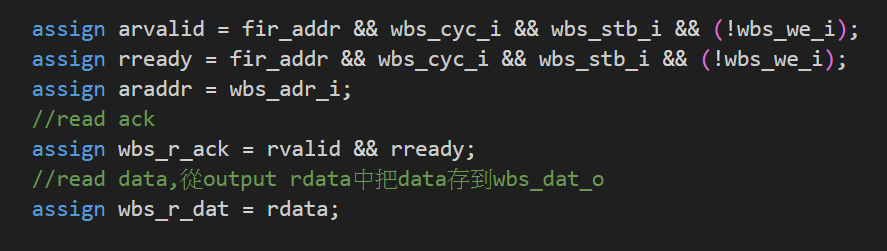 assign arvalid = fir_addr && wbs_cyc_i && wbs_stb_i && (!wbs_we_i);
assign rready = fir_addr && wbs_cyc_i && wbs_stb_i && (!wbs_we_i);
assign araddr = wbs_adr_i;
//read ack
assign wbs_r_ack = rvalid && rready;
//read data,從output rdata中把data存到wbs_dat_o
assign wbs_r_dat = rdata;